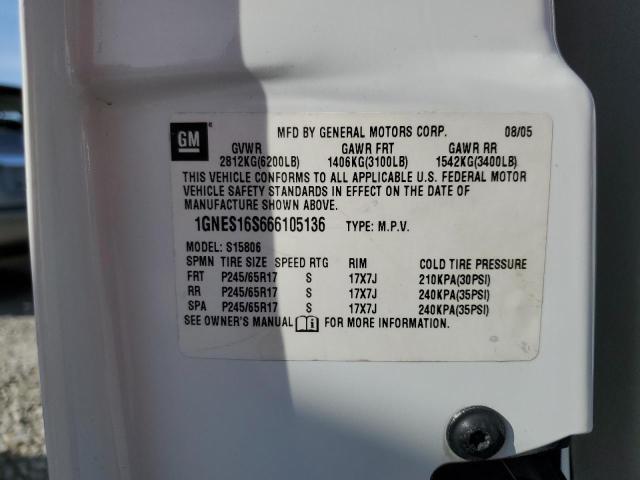 GM ® MFD BY GENERAL MOTORS CORP. 08/05
GVWR GAWR FRT GAWR RR
2812KG(6200LB) 1406KG(3100LB) 1542KG(3400LB)
THIS VEHICLE CONFORMS TO ALL APPLICABLE U.S. FEDERAL MOTOR
VEHICLE SAFETY STANDARDS IN EFFECT ON THE DATE OF
MANUFACTURE SHOWN ABOVE.
1GNES16S666105136 TYPE: M.P.V.
MODEL: S15806
SPMN TIRE SIZE SPEED RTG RIM COLD TIRE PRESSURE
FRT P245/65R17 S 17X7J 210KPA(30PSI)
RR P245/65R17 S 17X7J 240KPA(35PSI)
SPA P245/65R17 S 17X7J 240KPA(35PSI)
SEE OWNER'S MANUAL FOR MORE INFORMATION.